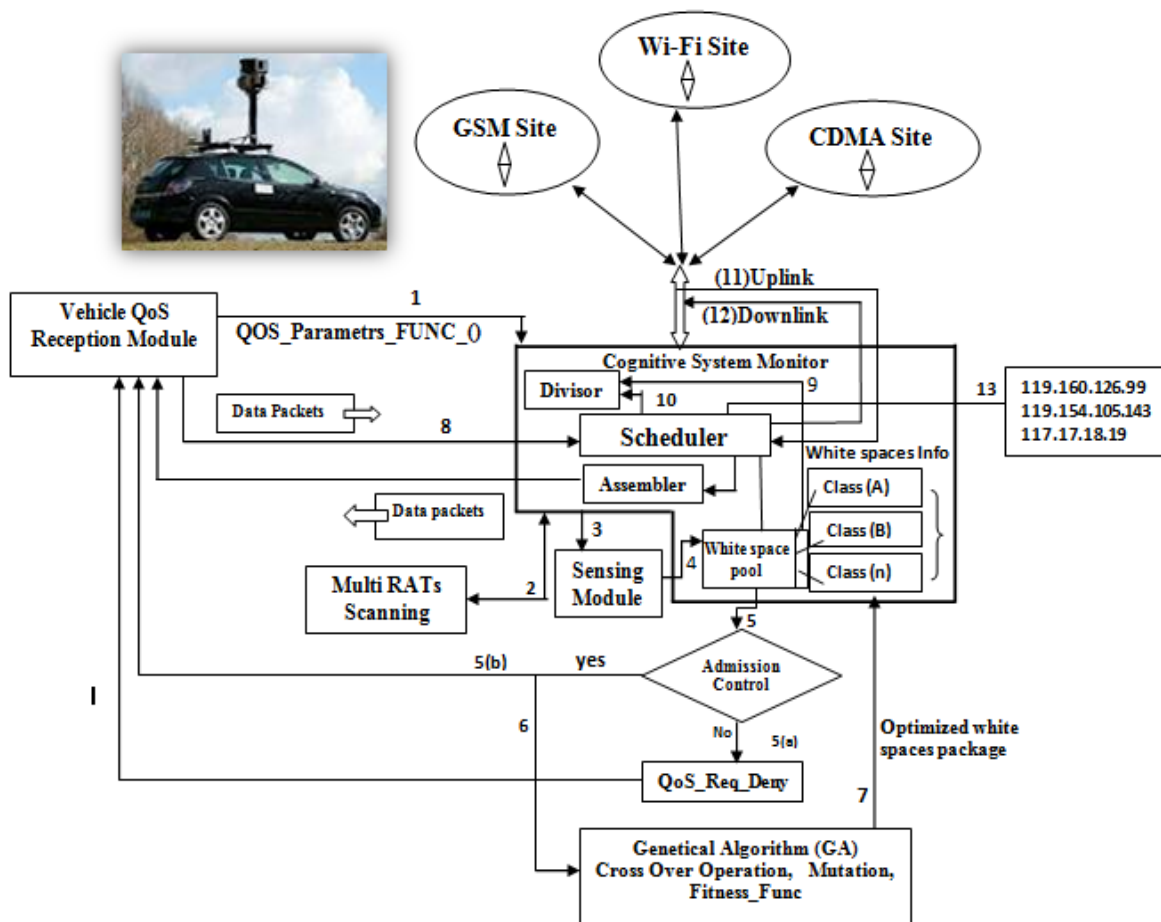 Wi-Fi Site
GSM Site
CDMA Site
(11)Uplink
(12)Downlink
Vehicle QoS
Reception Module
1
QOS_Parametrs_FUNC_()
Cognitive System Monitor
Divisor
9
10
13
119.160.126.99
119.154.105.143
117.17.18.19
Data Packets
8
Scheduler
White spaces Info
Assembler
Class (A)
Data packets
Class (B)
3
White space
pool
4
Class (n)
Sensing
Module
Multi RATs
Scanning
2
5
Admission
Control
5(b)
yes
I
6
No
5(a)
Optimized white
spaces package
QoS_Req_Deny
7
Genetical Algorithm (GA)
Cross Over Operation, Mutation,
Fitness_Func